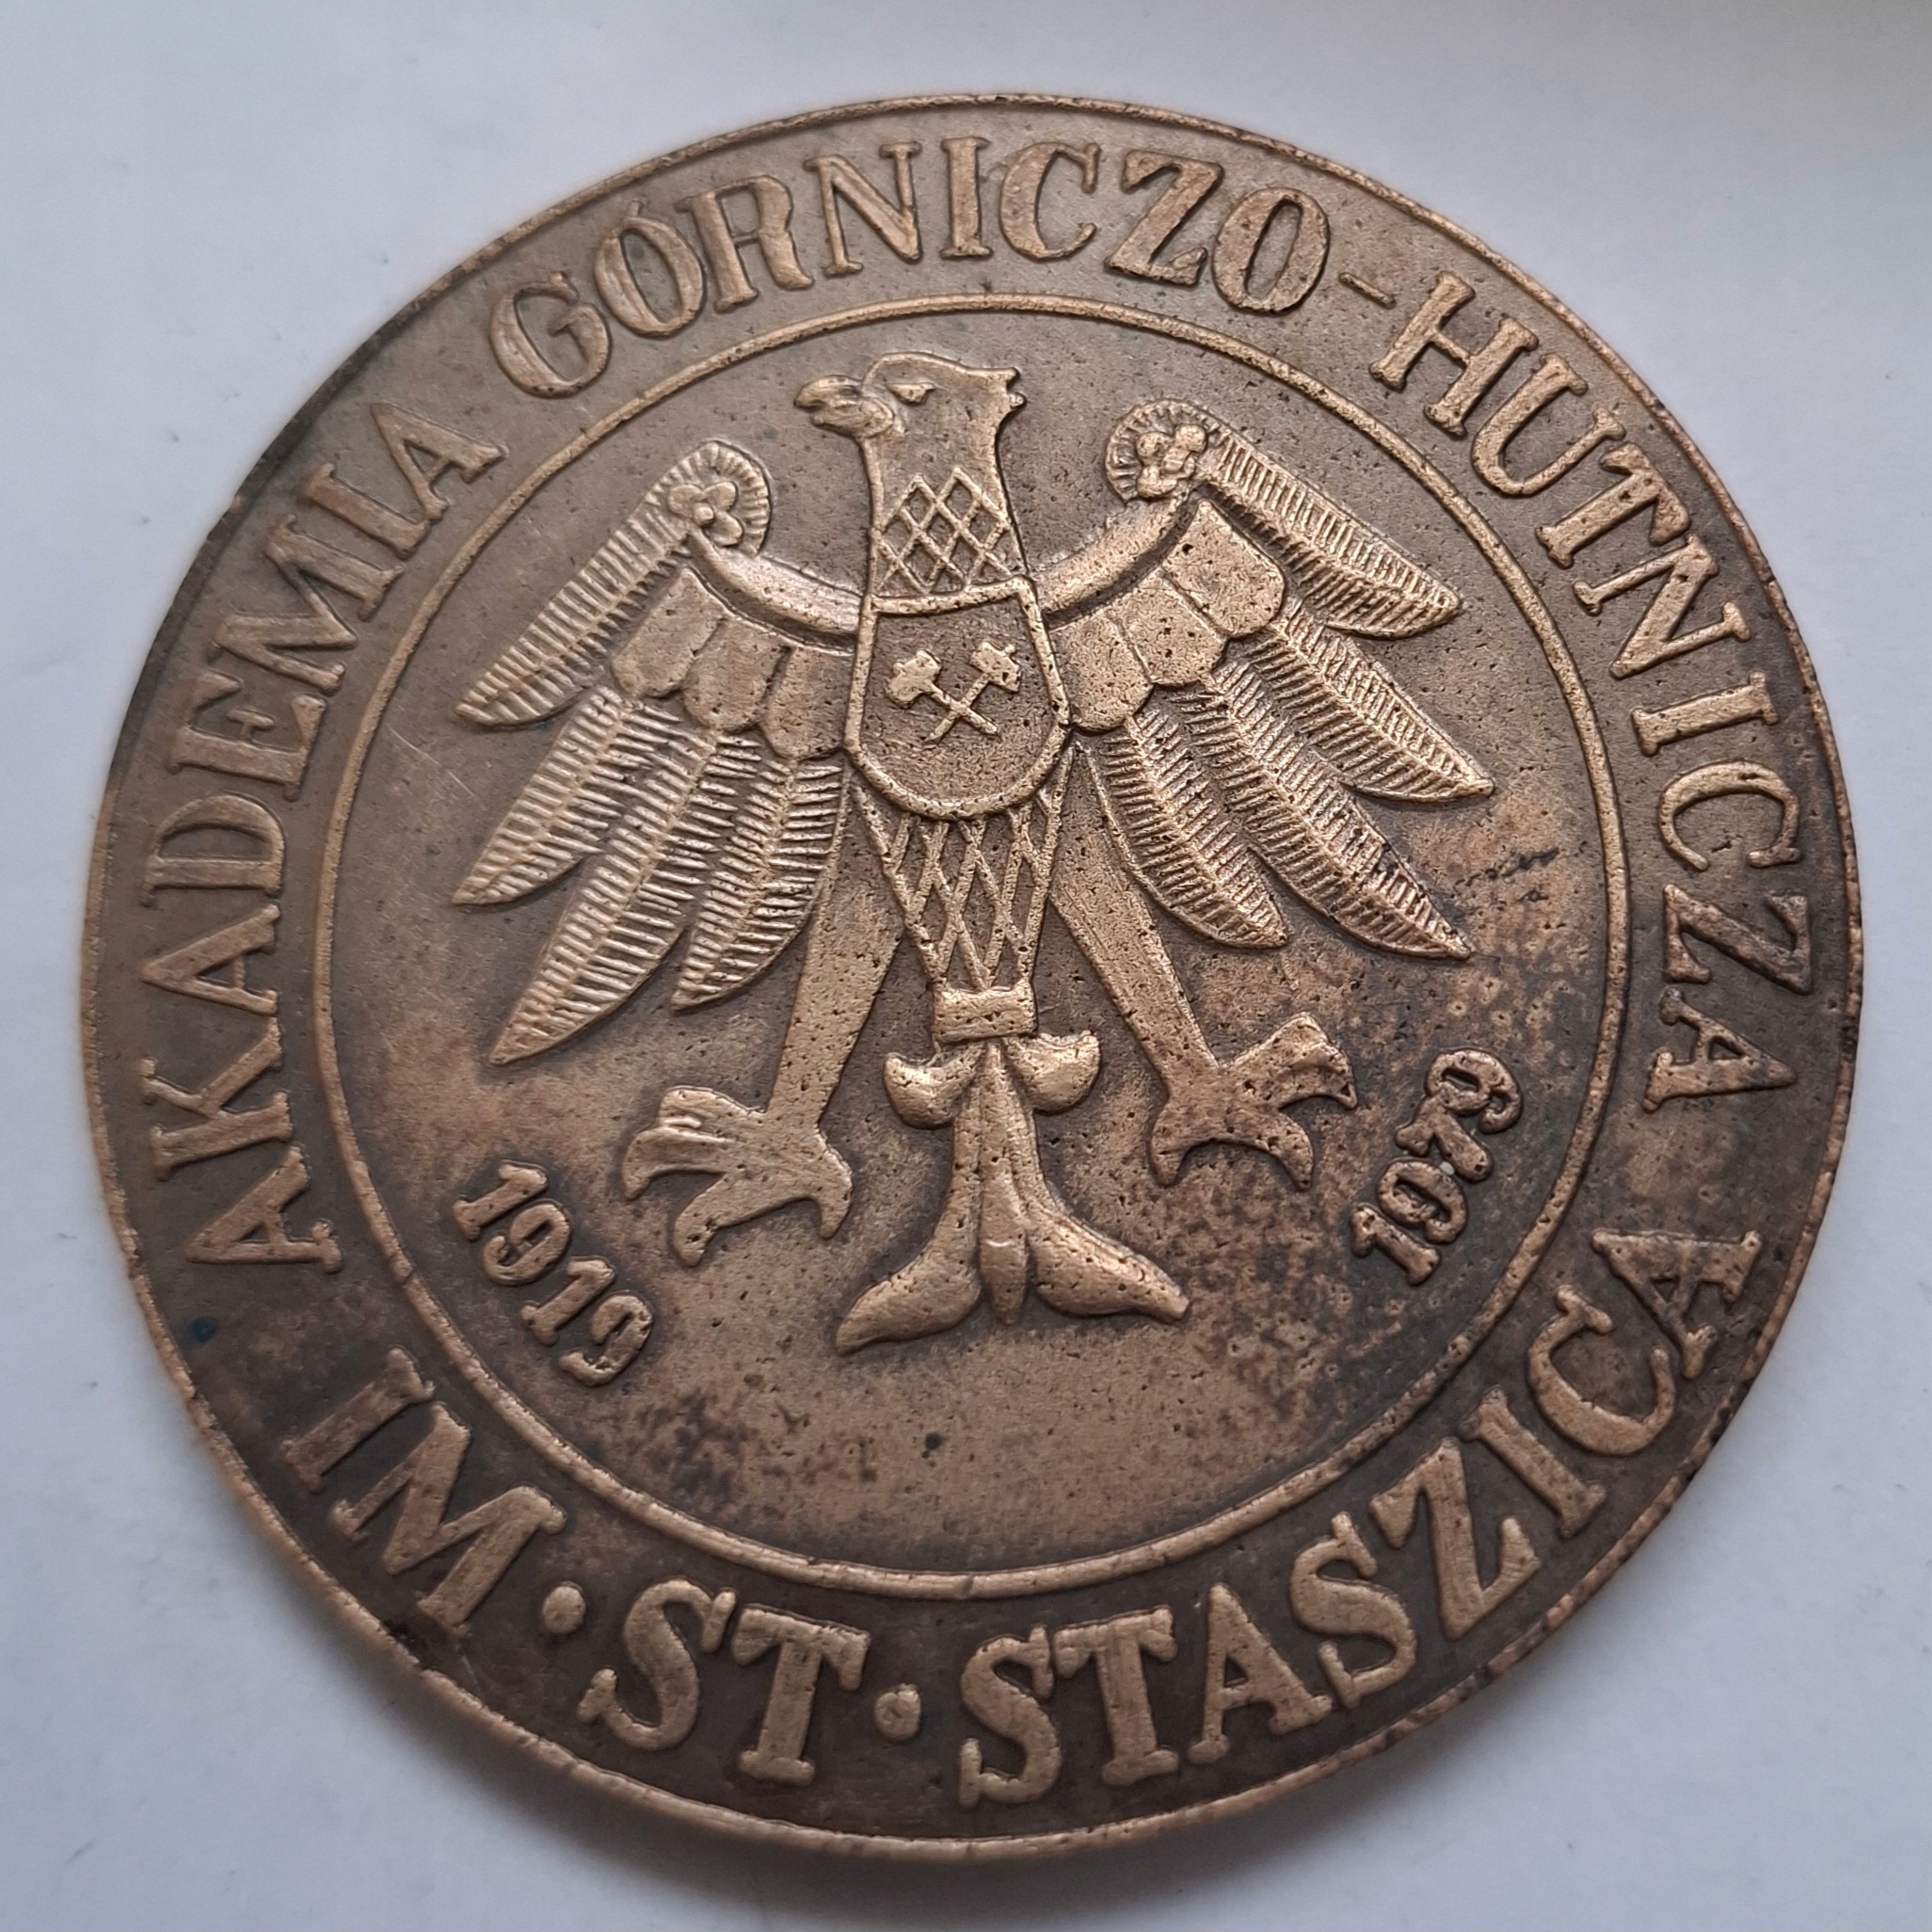 AKADEMIA GÓRNICZO-HUTNICZA
IM·ST·STASZICA
1919
1979